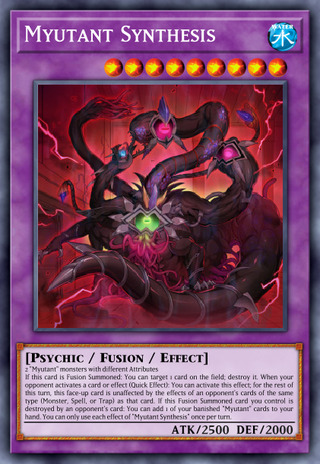 Myutant Synthesis
WATER
水
[Psychic / Fusion / Effect]
2 "Myutant" monsters with different Attributes
If this card is Fusion Summoned: You can target 1 card on the field; destroy it. When your
opponent activates a card or effect (Quick Effect): You can activate this effect; for the rest
of this turn, this face-up card is unaffected by the effects of an opponent's cards of the same
type (Monster, Spell, or Trap) as that card. If this Fusion Summoned card you control is
destroyed by an opponent's card: You can add 1 of your banished "Myutant" cards to your
hand. You can only use each effect of "Myutant Synthesis" once per turn.
ATK/2500 DEF/2000